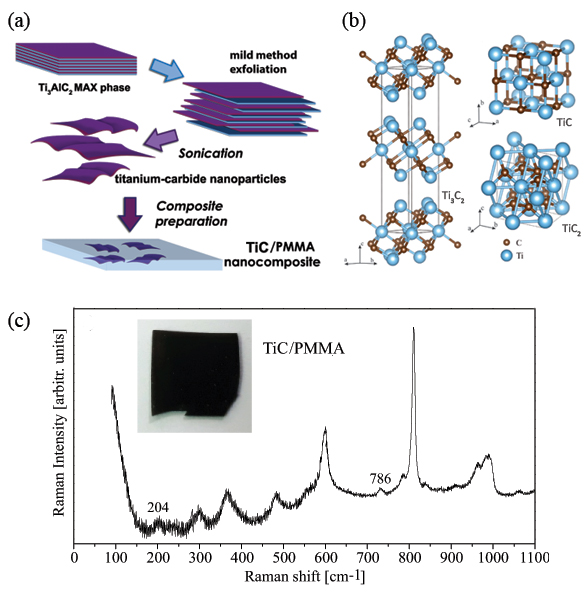 (a)
Ti3AlC2 MAX phase
mild method
exfoliation
Sonication
titanium-carbide nanoparticles
Composite
preparation
TiC/PMMA
nanocomposite
(b)
Ti3C2
c
a
b
b
c
a
TiC
c
a
b
TiC2
C
Ti
(c)
TiC/PMMA
Raman Intensity [arbitr. units]
204
786
0 100 200 300 400 500 600 700 800 900 1000 1100
Raman shift [cm-1]